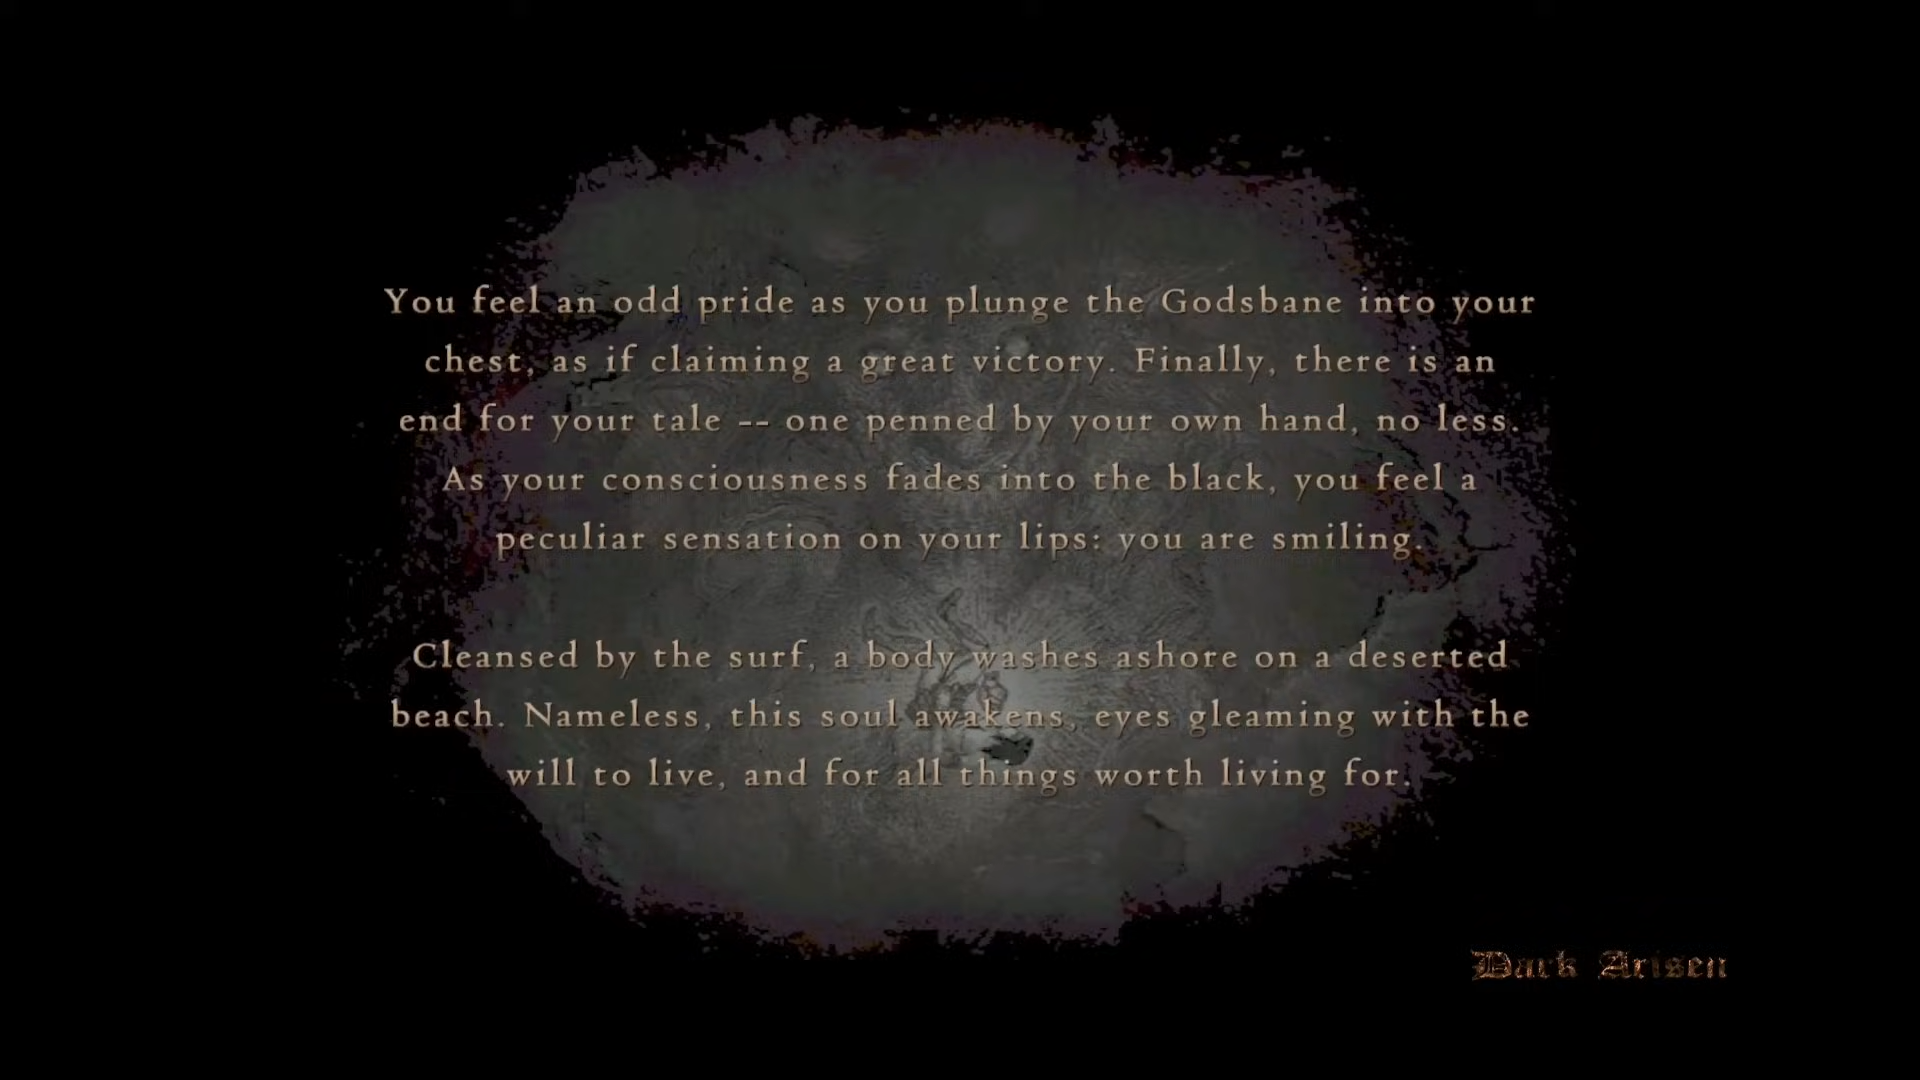 You feel an odd pride as you plunge the Godsbane into your
chest, as if claiming a great victory. Finally, there is an
end for your tale -- one penned by your own hand, no less.
As your consciousness fades into the black, you feel a
peculiar sensation on your lips: you are smiling.
Cleansed by the surf, a body washes ashore on a deserted
beach. Nameless, this soul awakens, eyes gleaming with the
will to live, and for all things worth living for.
Dark Arisen